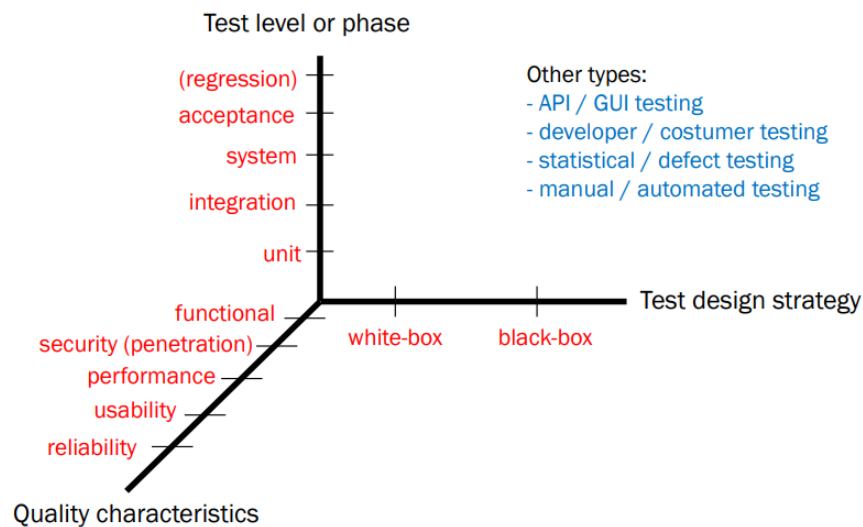 Test level or phase
(regression)
acceptance
system
integration
unit
Other types:
- API / GUI testing
- developer / costumer testing
- statistical / defect testing
- manual / automated testing
Test design strategy
white-box
black-box
functional
security (penetration)
performance
usability
reliability
Quality characteristics